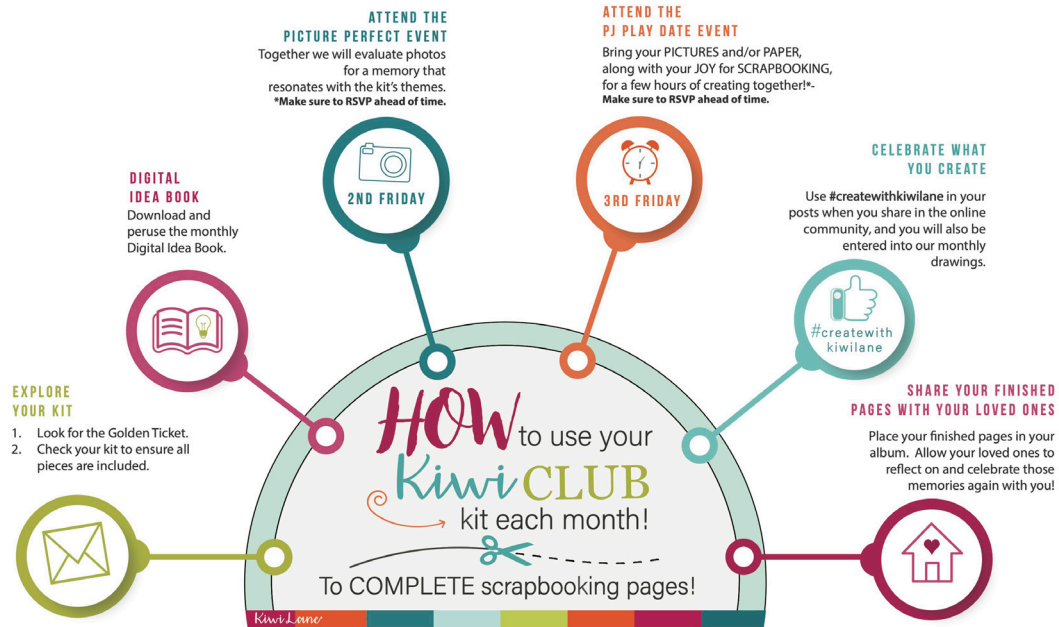 EXPLORE
YOUR KIT
1. Look for the Golden Ticket.
2. Check your kit to ensure all
pieces are included.
DIGITAL
IDEA BOOK
Download and
peruse the monthly
Digital Idea Book.
ATTEND THE
PICTURE PERFECT EVENT
Together we will evaluate photos
for a memory that
resonates with the kit's themes.
*Make sure to RSVP ahead of time.
2ND FRIDAY
ATTEND THE
PJ PLAY DATE EVENT
Bring your PICTURES and/or PAPER,
along with your JOY for SCRAPBOOKING,
for a few hours of creating together!*-
Make sure to RSVP ahead of time.
3RD FRIDAY
CELEBRATE WHAT
YOU CREATE
Use #createwithkiwilane in your
posts when you share in the online
community, and you will also be
entered into our monthly
drawings.
#createwith
kiwilane
SHARE YOUR FINISHED
PAGES WITH YOUR LOVED ONES
Place your finished pages in your
album. Allow your loved ones to
reflect on and celebrate those
memories again with you!
HOW to use your
Kiwi CLUB
kit each month!
To COMPLETE scrapbooking pages!
Kiwi Lane